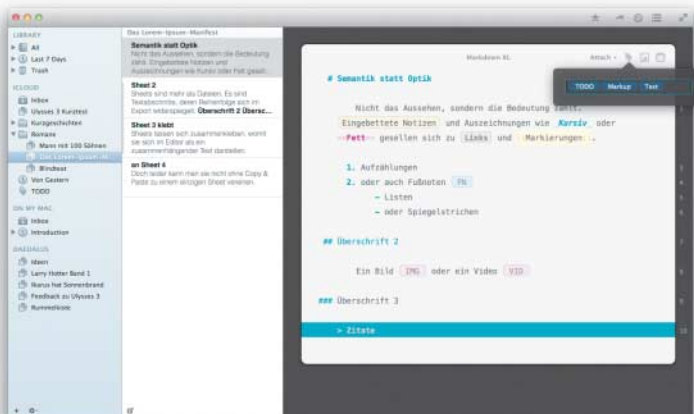 LIBRARY
All
Last 7 Days
Trash
ICLOUD
Inbox
Ulysses 3 Kurztest
Kurzgeschichten
Romane
Mann mit 100 Söhnen
Das Lorem-Ipsum-M...
Blindtext
Von Gestern
TODO
ON MY MAC
Inbox
Introduction
DAEDALUS
Ideen
Larry Hotter Band 1
Ikarus hat Sonnenbrand
Feedback zu Ulysses 3
Rummelkiste
Das Lorem-Ipsum-Manifest
Semantik statt Optik
Nicht das Aussehen, sondern die Bedeutung
zählt. Eingebettete Notizen und
Auszeichnungen wie Kursiv oder Fett gesell...
Sheet 2
Sheets sind mehr als Dateien. Es sind
Textabschnitte, deren Reihenfolge sich im
Export widerspiegelt. Überschrift 2 Übersc...
Sheet 3 klebt
Sheets lassen sich zusammenkleben, womit
sie sich im Editor als ein
zusammenhängender Text darstellen.
an Sheet 4
Doch leider kann man sie nicht ohne Copy &
Paste zu einem einzigen Sheet vereinen.
Markdown XL
Attach
TODO Markup Text
# Semantik statt Optik
Nicht das Aussehen, sondern die Bedeutung zählt.
Eingebettete Notizen und Auszeichnungen wie _Kursiv_ oder
**Fett** gesellen sich zu Links und ::Markierungen::.
1. Aufzählungen
2. oder auch Fußnoten FN
- Listen
- oder Spiegelstrichen
## Überschrift 2
Ein Bild IMG oder ein Video VID
### Überschrift 3
> Zitate